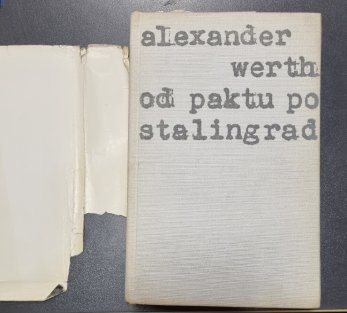 alexander
werth
od paktu po
stalingrad